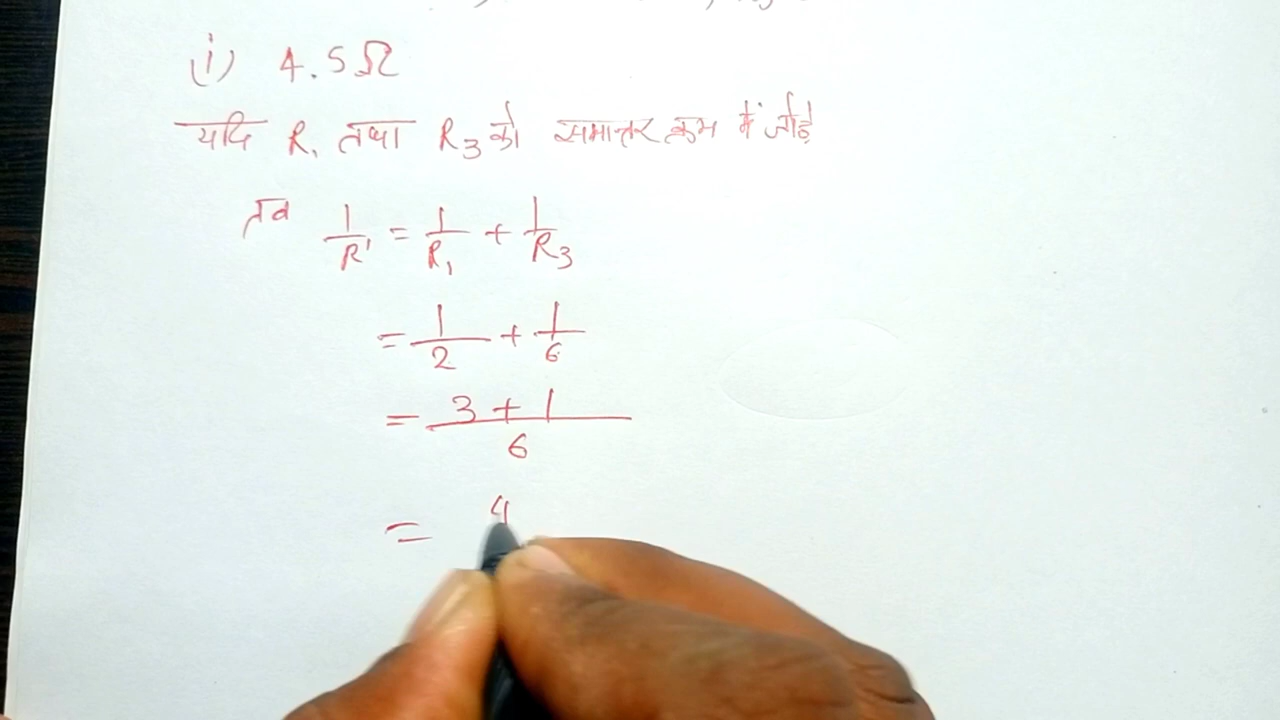 (i) 4.5Ω
यदि R₁ तथा R₃ को समान्तर क्रम में जोड़े
तब 1/R' = 1/R₁ + 1/R₃
= 1/2 + 1/6
= 3 + 1/6
= 4